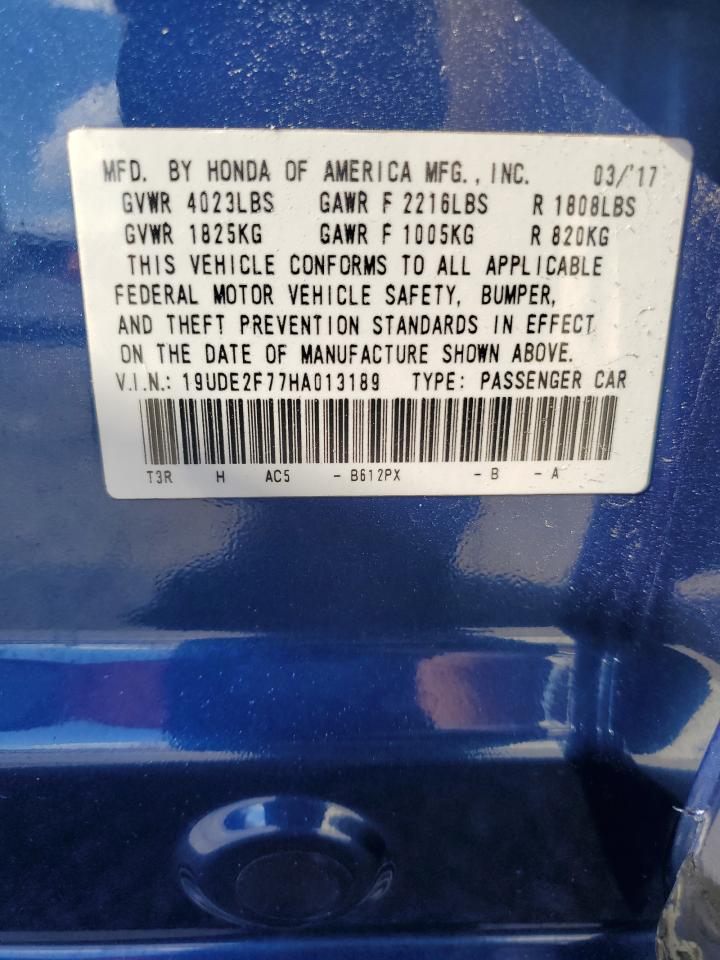 MFD. BY HONDA OF AMERICA MFG., INC. 03/'17
GVWR 4023LBS GAWR F 2216LBS R 1808LBS
GVWR 1825KG GAWR F 1005KG R 820KG
THIS VEHICLE CONFORMS TO ALL APPLICABLE
FEDERAL MOTOR VEHICLE SAFETY, BUMPER,
AND THEFT PREVENTION STANDARDS IN EFFECT
ON THE DATE OF MANUFACTURE SHOWN ABOVE.
V.I.N.: 19UDE2F77HA013189 TYPE: PASSENGER CAR
T3R H AC5 - B612PX - B - A